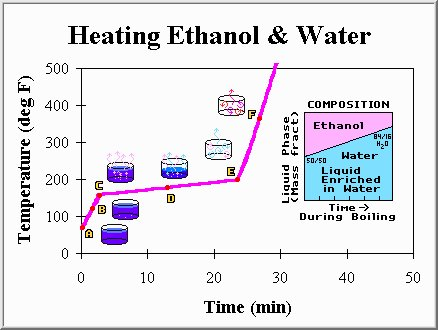 Heating Ethanol & Water
Temperature (deg F)
500
400
300
200
100
0
A
B
C
D
E
F
0
10
20
30
40
50
Time (min)
COMPOSITION
Liquid Phase
(Mass fract)
Ethanol
84/16
H2O
50/50
Water
Liquid
Enriched
in Water
Time->
During Boiling